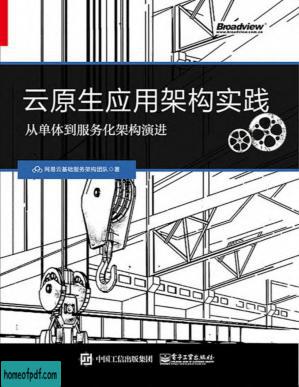 Broadview
云原生应用架构实践
从单体到服务化架构演进
网易云基础服务架构团队◎著
中国工信出版集团
电子工业出版社
homeofpdf.com